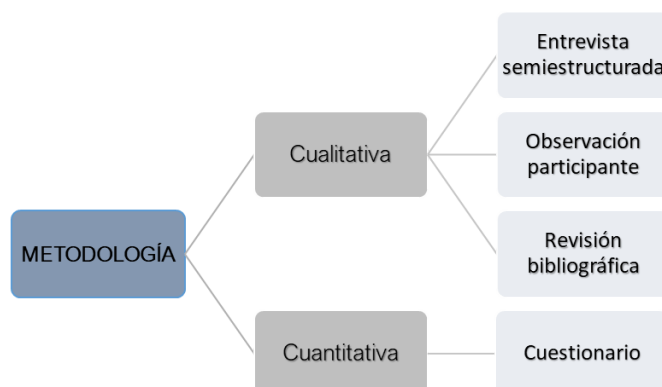 METODOLOGÍA
Cualitativa
Entrevista
semiestructurada
Observación
participante
Revisión
bibliográfica
Cuantitativa
Cuestionario